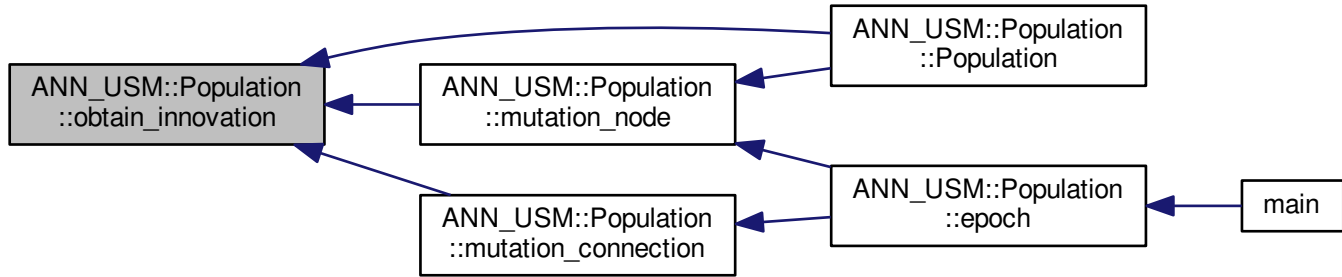 ANN_USM::Population
::obtain_innovation
ANN_USM::Population
::mutation_node
ANN_USM::Population
::mutation_connection
ANN_USM::Population
::Population
ANN_USM::Population
::epoch
main